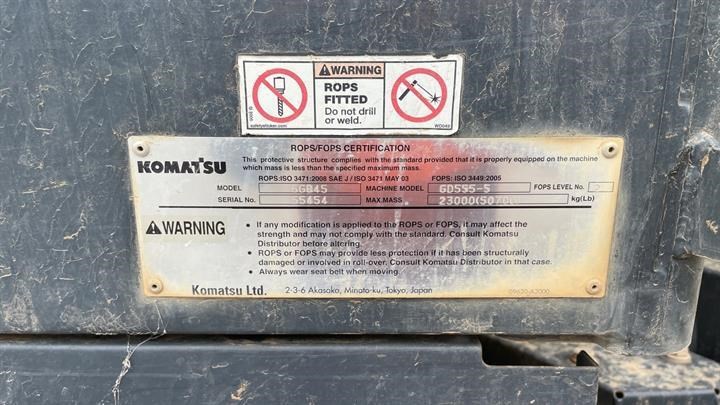 WARNING
ROPS
FITTED
Do not drill
or weld.
safetysticker.com
WD049
ROPS/FOPS CERTIFICATION
KOMATSU
This protective structure complies with the standard provided that it is properly equipped on the machine
which mass is less than the specified maximum mass.
ROPS:ISO 3471:2008 SAE J / ISO 3471 MAY 03 FOPS: ISO 3449:2005
MODEL MACHINE MODEL GD555-5 FOPS LEVEL No. 2
SERIAL No. MAX.MASS kg(Lb)
WARNING
• If any modification is applied to the ROPS or FOPS, it may affect the
strength and may not comply with the standard. Consult Komatsu
Distributor before altering.
• ROPS or FOPS may provide less protection if it has been structurally
damaged or involved in roll-over. Consult Komatsu Distributor in that case.
• Always wear seat belt when moving.
Komatsu Ltd. 2-3-6 Akasaka, Minato-ku, Tokyo, Japan